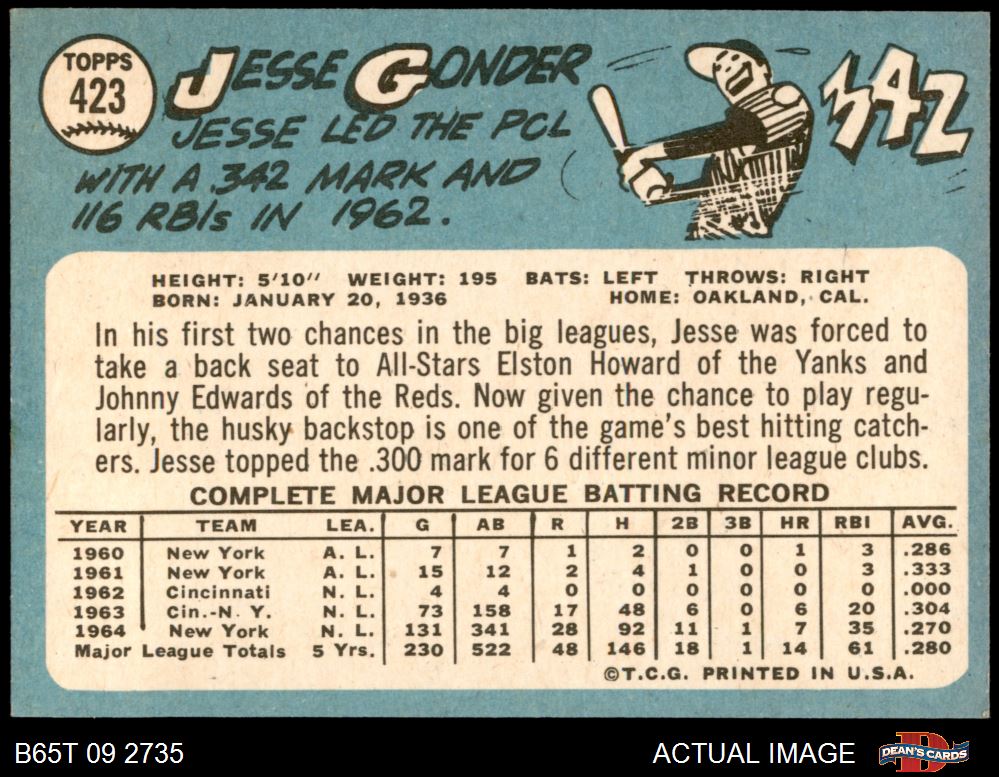 TOPPS
423
JESSE GONDER
JESSE LED THE PCL
WITH A .342 MARK AND
116 RBIs IN 1962.
342
HEIGHT: 5'10" WEIGHT: 195 BATS: LEFT THROWS: RIGHT
BORN: JANUARY 20, 1936 HOME: OAKLAND, CAL.
In his first two chances in the big leagues, Jesse was forced to
take a back seat to All-Stars Elston Howard of the Yanks and
Johnny Edwards of the Reds. Now given the chance to play regu-
larly, the husky backstop is one of the game's best hitting catch-
ers. Jesse topped the .300 mark for 6 different minor league clubs.
COMPLETE MAJOR LEAGUE BATTING RECORD
YEAR TEAM LEA. G AB R H 2B 3B HR RBI AVG.
1960 New York A. L. 7 7 1 2 0 0 1 3 .286
1961 New York A. L. 15 12 2 4 1 0 0 3 .333
1962 Cincinnati N. L. 4 4 0 0 0 0 0 0 .000
1963 Cin.-N. Y. N. L. 73 158 17 48 6 0 6 20 .304
1964 New York N. L. 131 341 28 92 11 1 7 35 .270
Major League Totals 5 Yrs. 230 522 48 146 18 1 14 61 .280
©T.C.G. PRINTED IN U.S.A.
B65T 09 2735 ACTUAL IMAGE DEAN'S CARDS